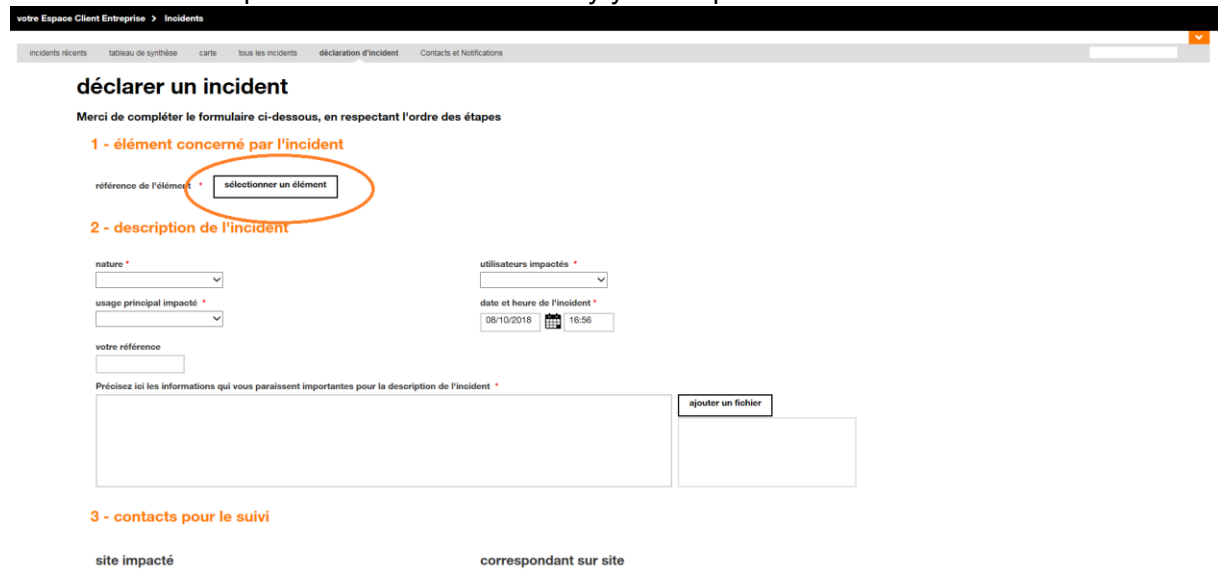 votre Espace Client Entreprise > Incidents
incidents récents tableau de synthèse carte tous les incidents déclaration d'incident Contacts et Notifications
déclarer un incident
Merci de compléter le formulaire ci-dessous, en respectant l'ordre des étapes
1 - élément concerné par l'incident
référence de l'élément * sélectionner un élément
2 - description de l'incident
nature * utilisateurs impactés *
usage principal impacté * date et heure de l'incident *
08/10/2018 16:56
votre référence
Précisez ici les informations qui vous paraissent importantes pour la description de l'incident *
ajouter un fichier
3 - contacts pour le suivi
site impacté correspondant sur site